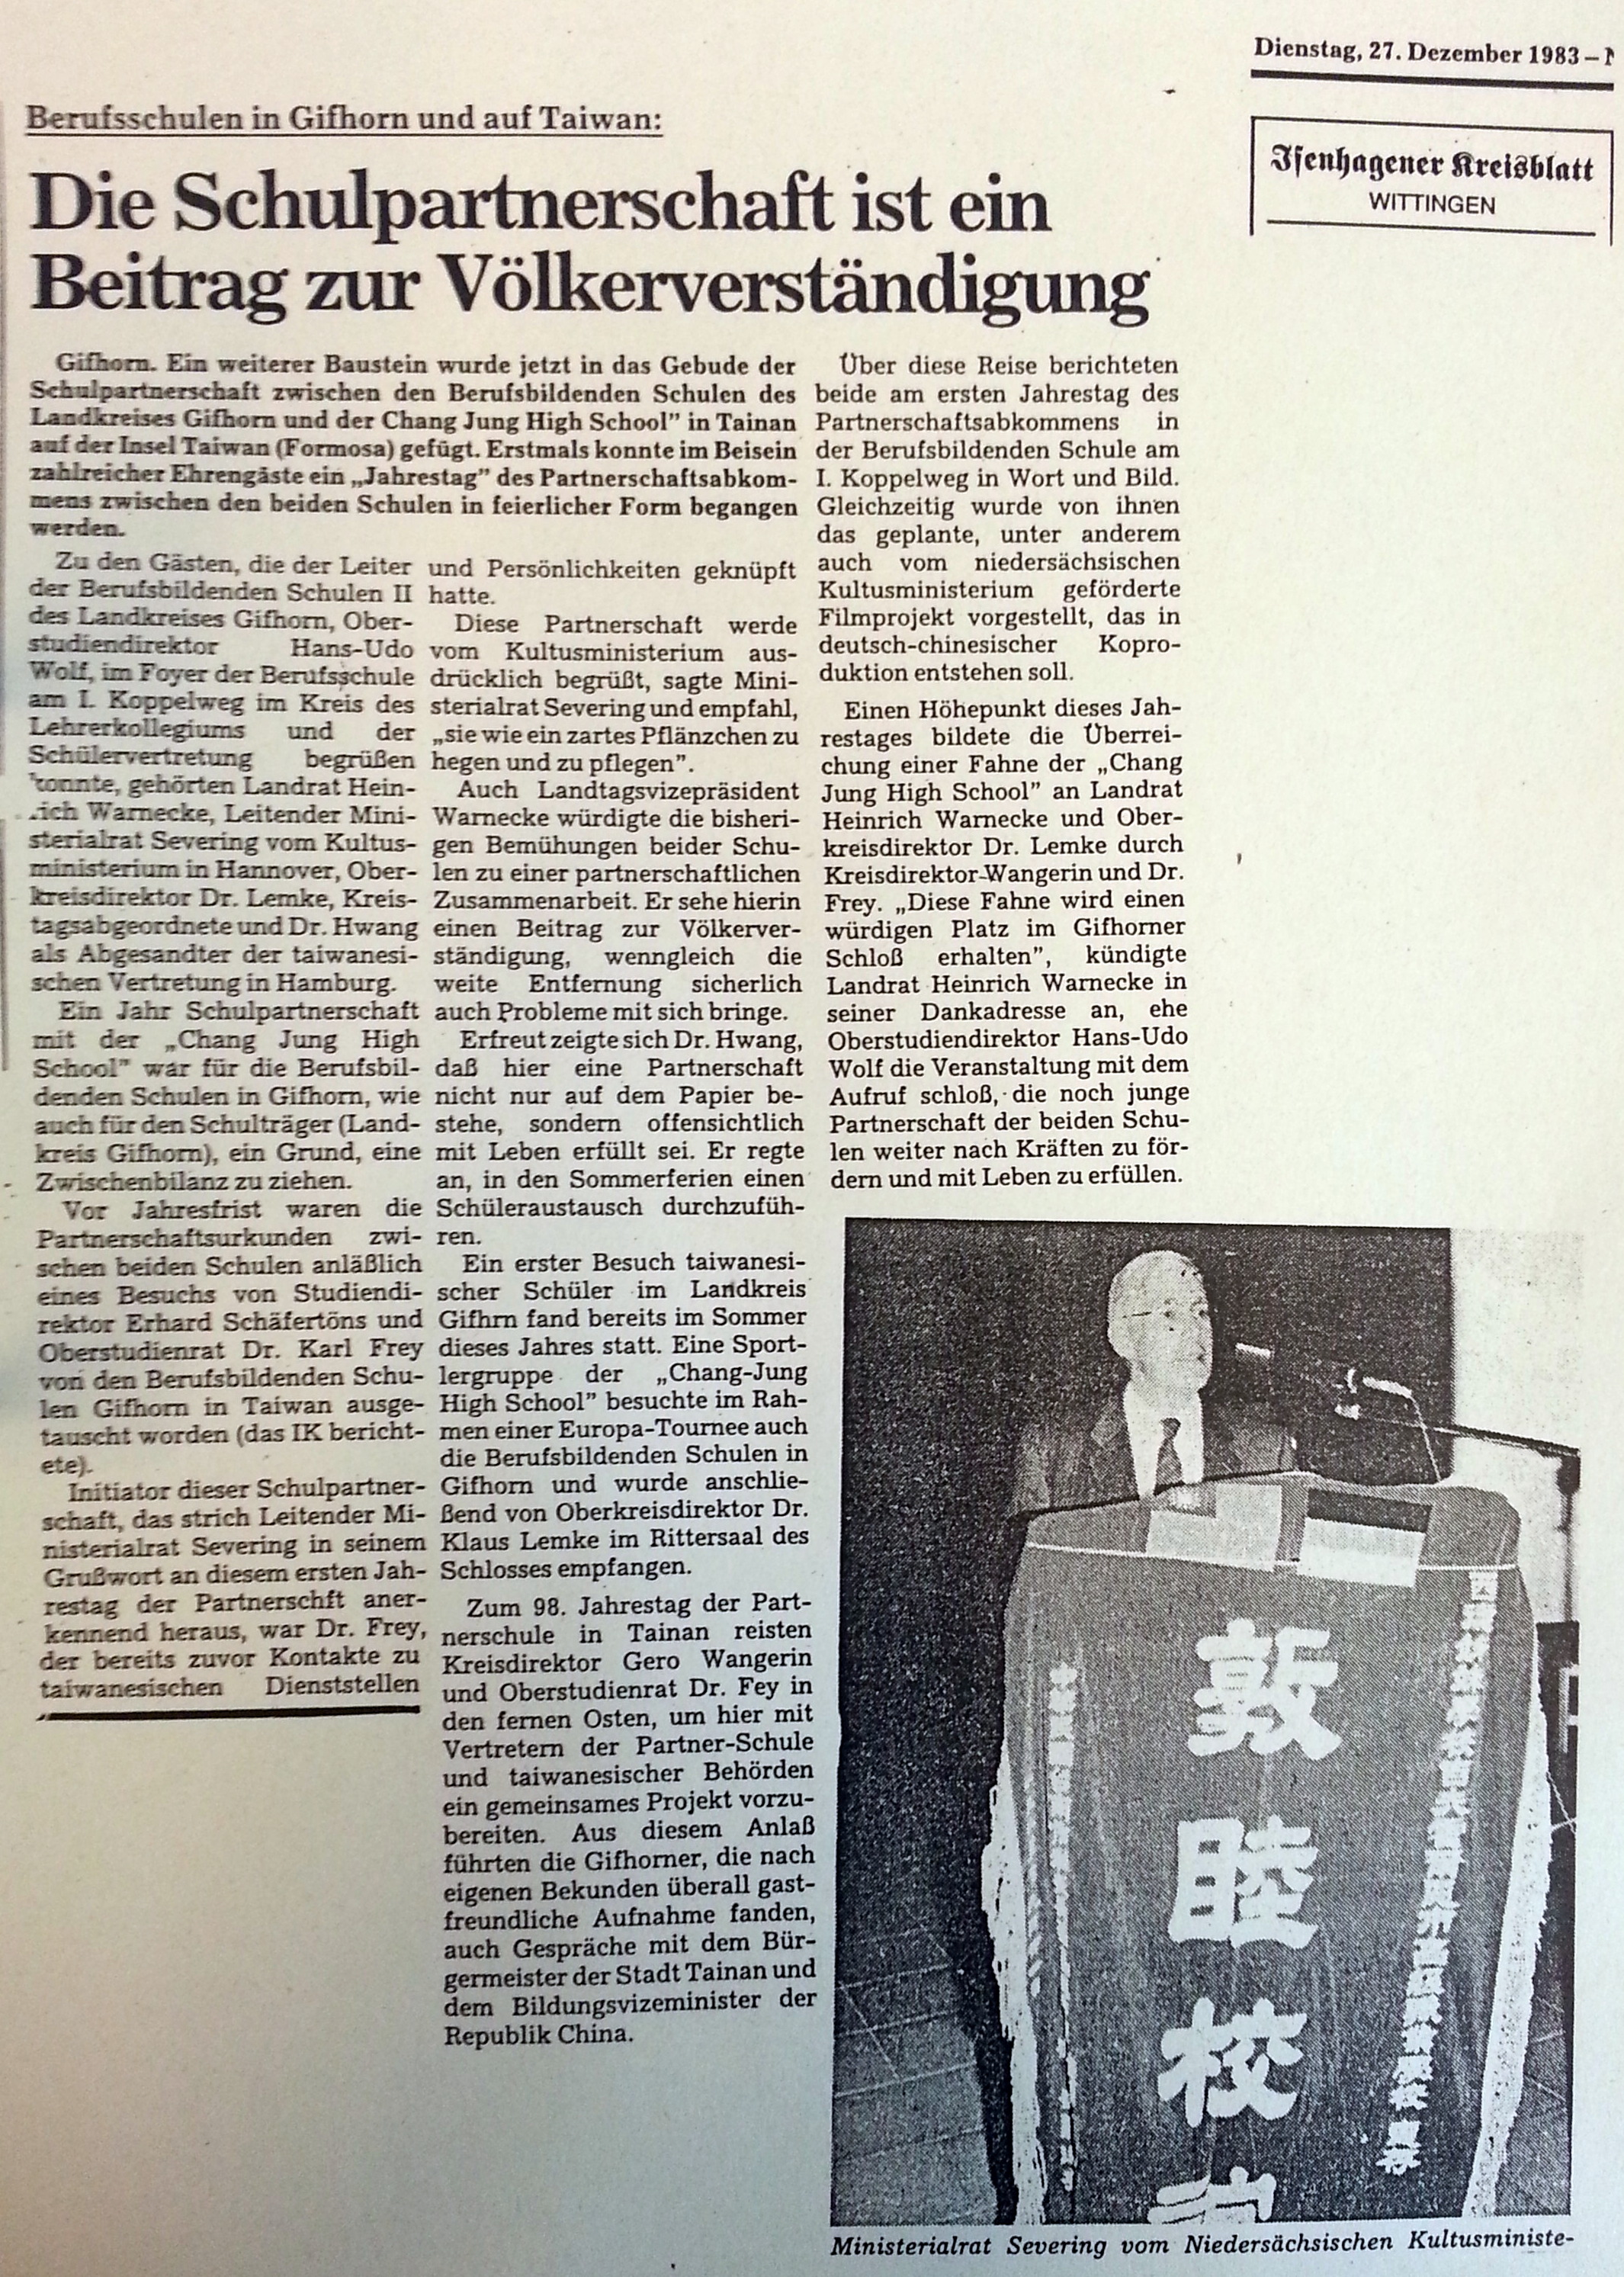 Dienstag, 27. Dezember 1983 –
Isenhagener Kreisblatt
WITTINGEN
Berufsschulen in Gifhorn und auf Taiwan:
Die Schulpartnerschaft ist ein
Beitrag zur Völkerverständigung
Gifhorn. Ein weiterer Baustein wurde jetzt in das Gebude der
Schulpartnerschaft zwischen den Berufsbildenden Schulen des
Landkreises Gifhorn und der Chang Jung High School” in Tainan
auf der Insel Taiwan (Formosa) gefügt. Erstmals konnte im Beisein
zahlreicher Ehrengäste ein „Jahrestag” des Partnerschaftsabkom-
mens zwischen den beiden Schulen in feierlicher Form begangen
werden.
Zu den Gästen, die der Leiter
der Berufsbildenden Schulen II
des Landkreises Gifhorn, Ober-
studiendirektor Hans-Udo
Wolf, im Foyer der Berufsschule
am I. Koppelweg im Kreis des
Lehrerkollegiums und der
Schülervertretung begrüßen
konnte, gehörten Landrat Hein-
rich Warnecke, Leitender Mini-
sterialrat Severing vom Kultus-
ministerium in Hannover, Ober-
kreisdirektor Dr. Lemke, Kreis-
tagsabgeordnete und Dr. Hwang
als Abgesandter der taiwanesi-
schen Vertretung in Hamburg.
Ein Jahr Schulpartnerschaft
mit der „Chang Jung High
School” war für die Berufsbil-
denden Schulen in Gifhorn, wie
auch für den Schulträger (Land-
kreis Gifhorn), ein Grund, eine
Zwischenbilanz zu ziehen.
Vor Jahresfrist waren die
Partnerschaftsurkunden zwi-
schen beiden Schulen anläßlich
eines Besuchs von Studiendi-
rektor Erhard Schäfertöns und
Oberstudienrat Dr. Karl Frey
von den Berufsbildenden Schu-
len Gifhorn in Taiwan ausge-
tauscht worden (das IK bericht-
ete).
Initiator dieser Schulpartner-
schaft, das strich Leitender Mi-
nisterialrat Severing in seinem
Grußwort an diesem ersten Jah-
restag der Partnerschft aner-
kennend heraus, war Dr. Frey,
der bereits zuvor Kontakte zu
taiwanesischen Dienststellen
und Persönlichkeiten geknüpft
hatte.
Diese Partnerschaft werde
vom Kultusministerium aus-
drücklich begrüßt, sagte Mini-
sterialrat Severing und empfahl,
„sie wie ein zartes Pflänzchen zu
hegen und zu pflegen”.
Auch Landtagsvizepräsident
Warnecke würdigte die bisheri-
gen Bemühungen beider Schu-
len zu einer partnerschaftlichen
Zusammenarbeit. Er sehe hierin
einen Beitrag zur Völkerver-
ständigung, wenngleich die
weite Entfernung sicherlich
auch Probleme mit sich bringe.
Erfreut zeigte sich Dr. Hwang,
daß hier eine Partnerschaft
nicht nur auf dem Papier be-
stehe, sondern offensichtlich
mit Leben erfüllt sei. Er regte
an, in den Sommerferien einen
Schüleraustausch durchzufüh-
ren.
Ein erster Besuch taiwanesi-
scher Schüler im Landkreis
Gifhrn fand bereits im Sommer
dieses Jahres statt. Eine Sport-
lergruppe der „Chang-Jung
High School” besuchte im Rah-
men einer Europa-Tournee auch
die Berufsbildenden Schulen in
Gifhorn und wurde anschlie-
ßend von Oberkreisdirektor Dr.
Klaus Lemke im Rittersaal des
Schlosses empfangen.
Zum 98. Jahrestag der Part-
nerschule in Tainan reisten
Kreisdirektor Gero Wangerin
und Oberstudienrat Dr. Fey in
den fernen Osten, um hier mit
Vertretern der Partner-Schule
und taiwanesischer Behörden
ein gemeinsames Projekt vorzu-
bereiten. Aus diesem Anlaß
führten die Gifhorner, die nach
eigenen Bekunden überall gast-
freundliche Aufnahme fanden,
auch Gespräche mit dem Bür-
germeister der Stadt Tainan und
dem Bildungsvizeminister der
Republik China.
Über diese Reise berichteten
beide am ersten Jahrestag des
Partnerschaftsabkommens in
der Berufsbildenden Schule am
I. Koppelweg in Wort und Bild.
Gleichzeitig wurde von ihnen
das geplante, unter anderem
auch vom niedersächsischen
Kultusministerium geförderte
Filmprojekt vorgestellt, das in
deutsch-chinesischer Kopro-
duktion entstehen soll.
Einen Höhepunkt dieses Jah-
restages bildete die Überrei-
chung einer Fahne der „Chang
Jung High School” an Landrat
Heinrich Warnecke und Ober-
kreisdirektor Dr. Lemke durch
Kreisdirektor Wangerin und Dr.
Frey. „Diese Fahne wird einen
würdigen Platz im Gifhorner
Schloß erhalten”, kündigte
Landrat Heinrich Warnecke in
seiner Dankadresse an, ehe
Oberstudiendirektor Hans-Udo
Wolf die Veranstaltung mit dem
Aufruf schloß, die noch junge
Partnerschaft der beiden Schu-
len weiter nach Kräften zu för-
dern und mit Leben zu erfüllen.
敦
睦
校
Ministerialrat Severing vom Niedersächsischen Kultusministe-